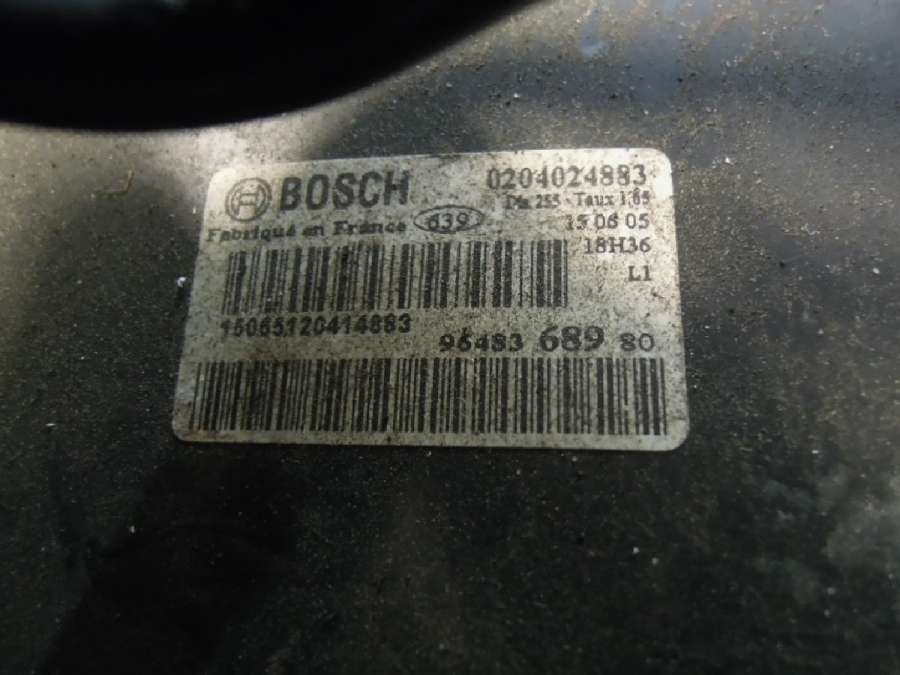 BOSCH 0204024883
Dia 255 - Taux 1,65
Fabriqué en France 639 15 06 05
18H36
L1
15065120414883
96483 689 80